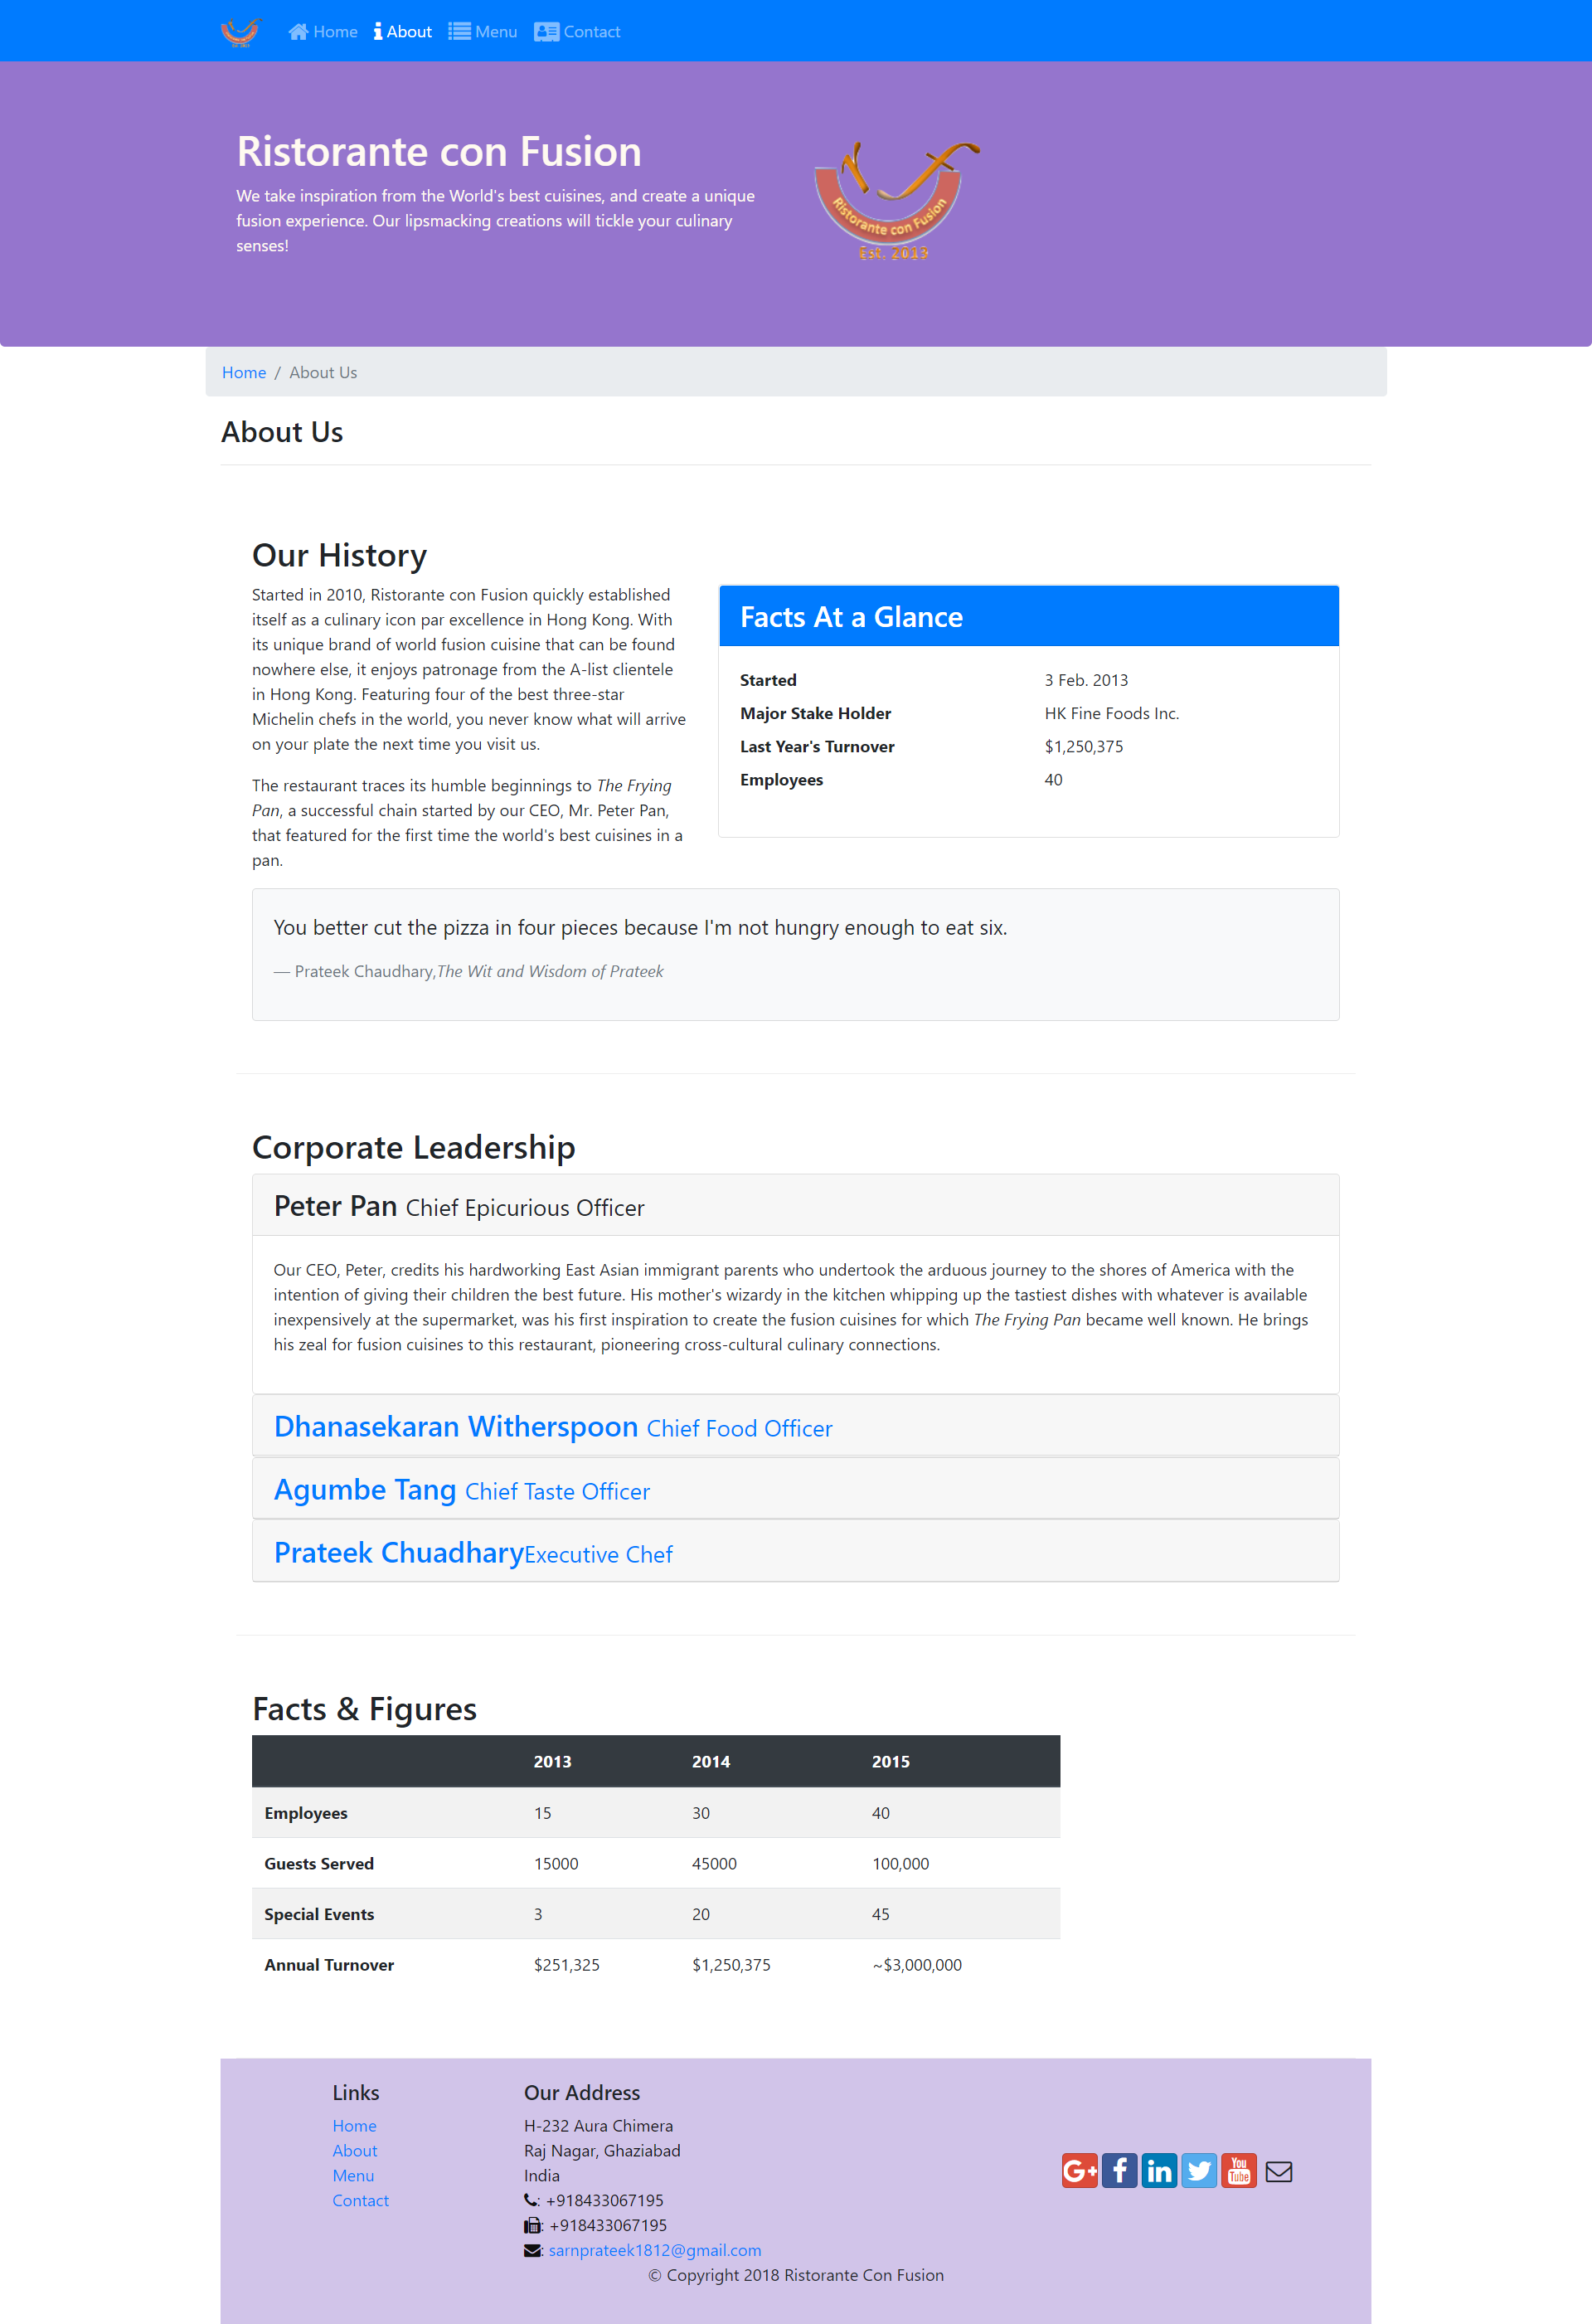 Home About Menu Contact
Ristorante con Fusion
We take inspiration from the World's best cuisines, and create a unique
fusion experience. Our lipsmacking creations will tickle your culinary
senses!
Ristorante con Fusion
Est. 2013
Home / About Us
About Us
Our History
Started in 2010, Ristorante con Fusion quickly established
itself as a culinary icon par excellence in Hong Kong. With
its unique brand of world fusion cuisine that can be found
nowhere else, it enjoys patronage from the A-list clientele
in Hong Kong. Featuring four of the best three-star
Michelin chefs in the world, you never know what will arrive
on your plate the next time you visit us.
The restaurant traces its humble beginnings to The Frying
Pan, a successful chain started by our CEO, Mr. Peter Pan,
that featured for the first time the world's best cuisines in a
pan.
Facts At a Glance
Started 3 Feb. 2013
Major Stake Holder HK Fine Foods Inc.
Last Year's Turnover $1,250,375
Employees 40
You better cut the pizza in four pieces because I'm not hungry enough to eat six.
— Prateek Chaudhary,The Wit and Wisdom of Prateek
Corporate Leadership
Peter Pan Chief Epicurious Officer
Our CEO, Peter, credits his hardworking East Asian immigrant parents who undertook the arduous journey to the shores of America with the
intention of giving their children the best future. His mother's wizardy in the kitchen whipping up the tastiest dishes with whatever is available
inexpensively at the supermarket, was his first inspiration to create the fusion cuisines for which The Frying Pan became well known. He brings
his zeal for fusion cuisines to this restaurant, pioneering cross-cultural culinary connections.
Dhanasekaran Witherspoon Chief Food Officer
Agumbe Tang Chief Taste Officer
Prateek ChuadharyExecutive Chef
Facts & Figures
2013 2014 2015
Employees 15 30 40
Guests Served 15000 45000 100,000
Special Events 3 20 45
Annual Turnover $251,325 $1,250,375 ~$3,000,000
Links
Home
About
Menu
Contact
Our Address
H-232 Aura Chimera
Raj Nagar, Ghaziabad
India
: +918433067195
: +918433067195
: sarnprateek1812@gmail.com
G+ f in You Tube
© Copyright 2018 Ristorante Con Fusion